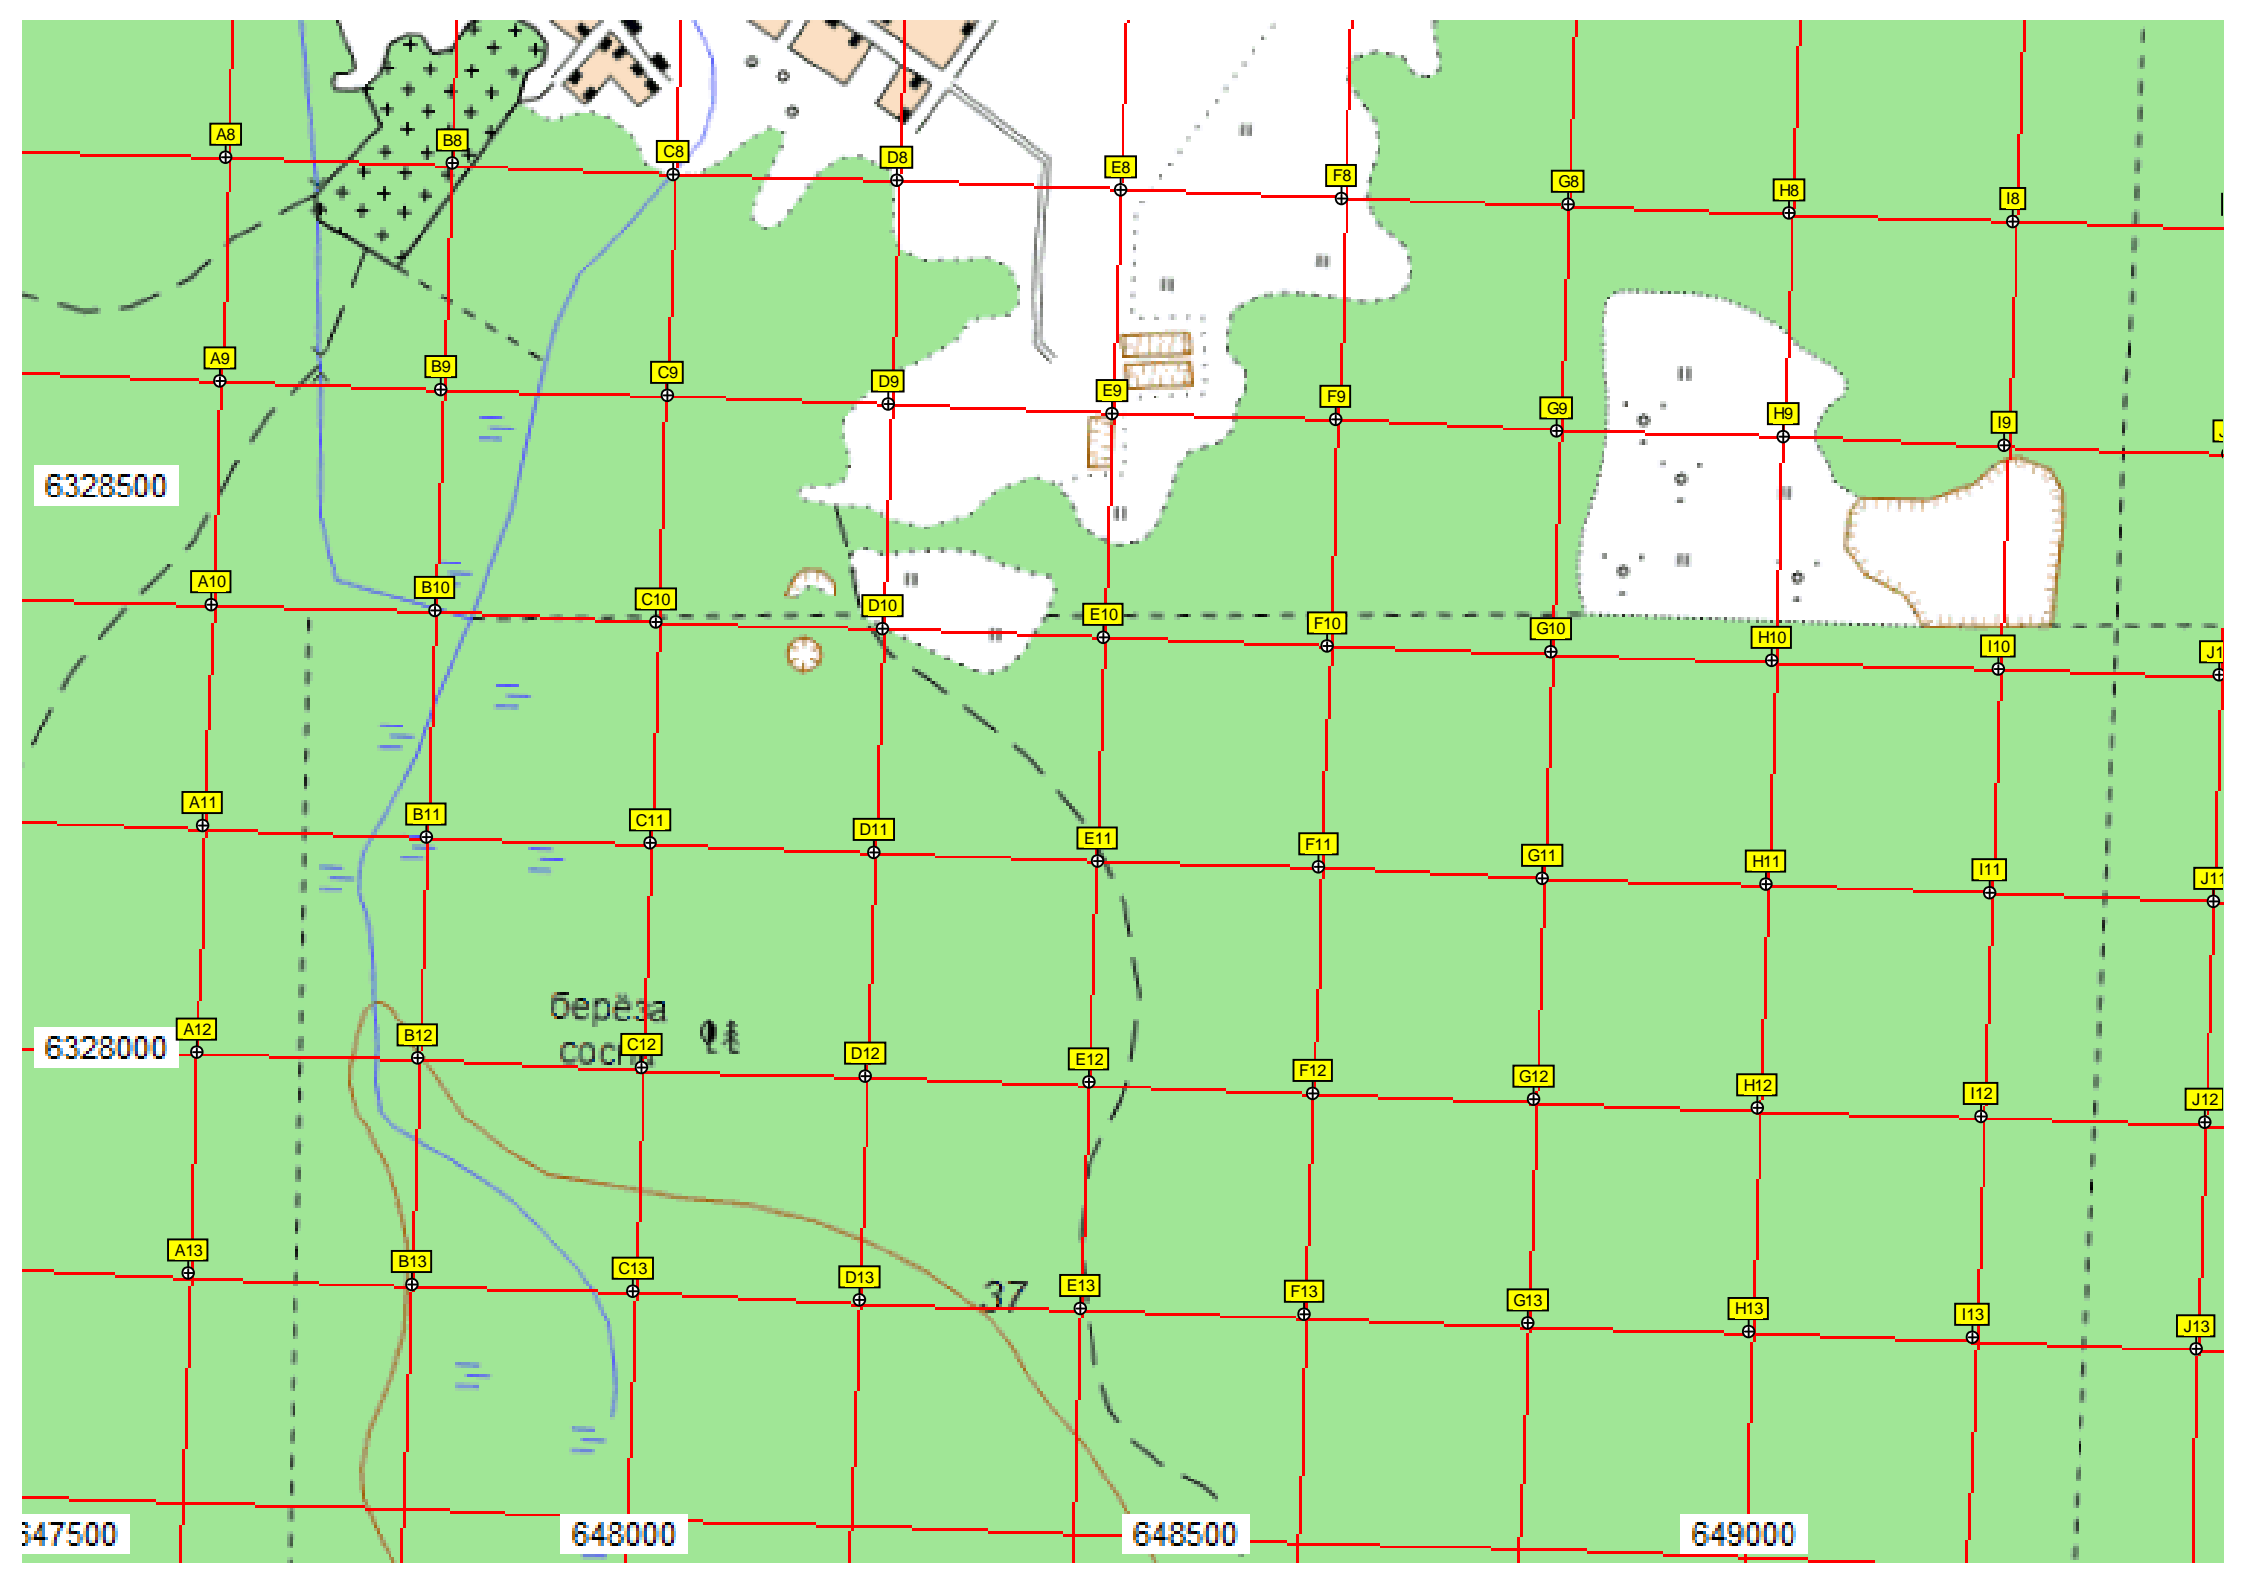 A8 B8 C8 D8 E8 F8 G8 H8 I8
A9 B9 C9 D9 E9 F9 G9 H9 I9
6328500
A10 B10 C10 D10 E10 F10 G10 H10 I10
A11 B11 C11 D11 E11 F11 G11 H11 I11 J11
берёза
A12 B12 C12 D12 E12 F12 G12 H12 I12 J12
6328000
A13 B13 C13 D13 E13 F13 G13 H13 I13 J13
37
647500 648000 648500 649000